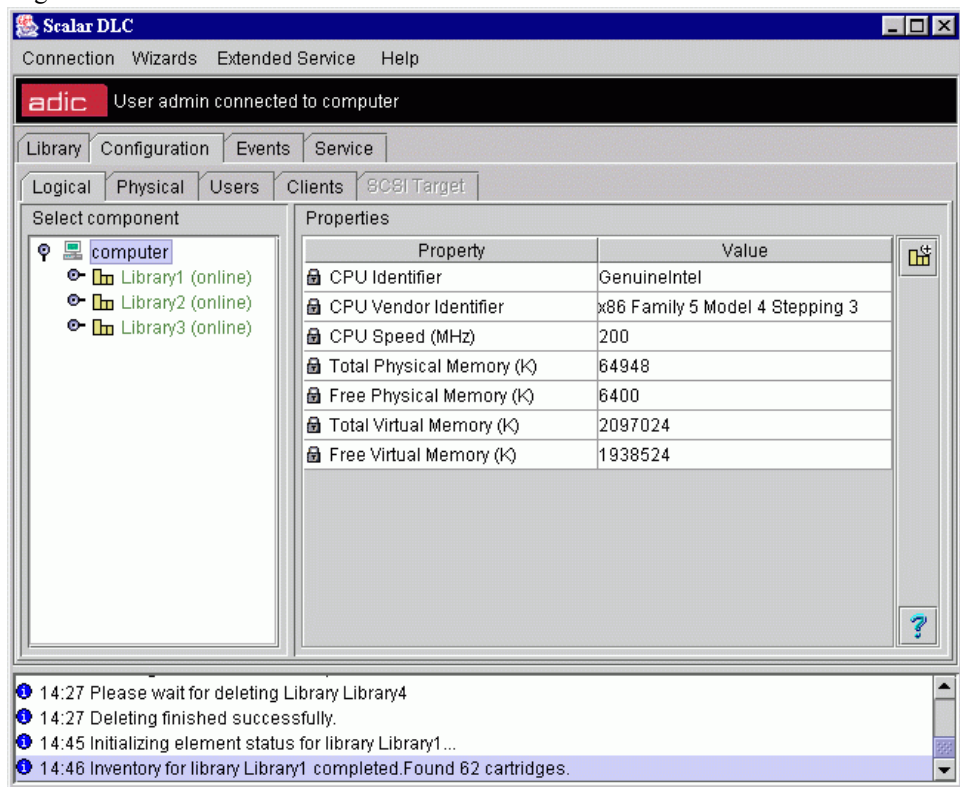 Scalar DLC
Connection Wizards Extended Service Help
adic User admin connected to computer
Library Configuration Events Service
Logical Physical Users Clients SCSI Target
Select component
computer
Library1 (online)
Library2 (online)
Library3 (online)
Properties
Property Value
CPU Identifier GenuineIntel
CPU Vendor Identifier x86 Family 5 Model 4 Stepping 3
CPU Speed (MHz) 200
Total Physical Memory (K) 64948
Free Physical Memory (K) 6400
Total Virtual Memory (K) 2097024
Free Virtual Memory (K) 1938524
?
14:27 Please wait for deleting Library Library4
14:27 Deleting finished successfully.
14:45 Initializing element status for library Library1...
14:46 Inventory for library Library1 completed.Found 62 cartridges.